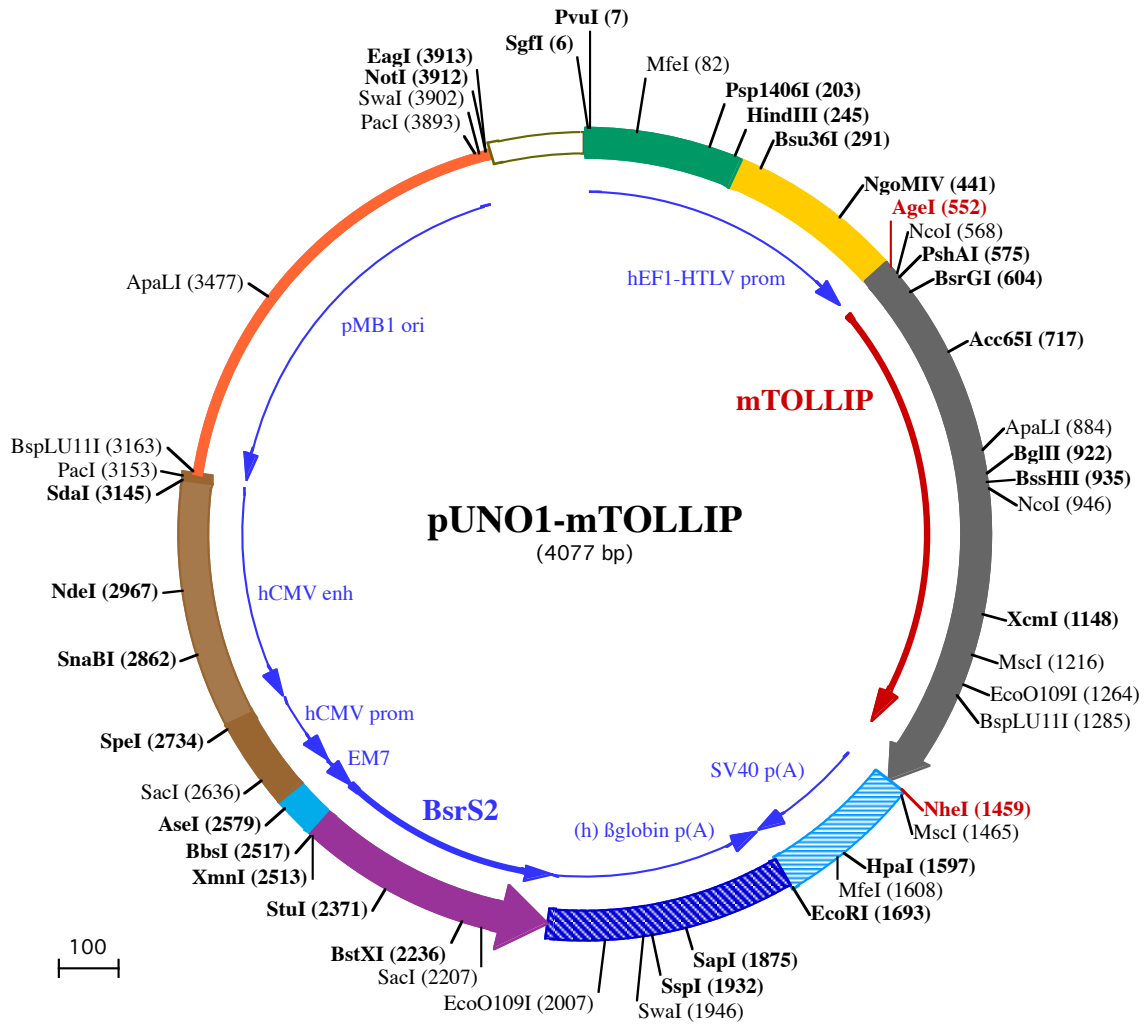 PvuI (7)
SgfI (6)
MfeI (82)
Psp1406I (203)
HindIII (245)
Bsu36I (291)
NgoMIV (441)
AgeI (552)
NcoI (568)
PshAI (575)
BsrGI (604)
Acc65I (717)
ApaLI (884)
BglII (922)
BssHII (935)
NcoI (946)
XcmI (1148)
MscI (1216)
EcoO109I (1264)
BspLU11I (1285)
NheI (1459)
MscI (1465)
HpaI (1597)
MfeI (1608)
EcoRI (1693)
SapI (1875)
SspI (1932)
SwaI (1946)
EcoO109I (2007)
SacI (2207)
BstXI (2236)
StuI (2371)
XmnI (2513)
BbsI (2517)
AseI (2579)
SacI (2636)
SpeI (2734)
SnaBI (2862)
NdeI (2967)
SdaI (3145)
PacI (3153)
BspLU11I (3163)
ApaLI (3477)
PacI (3893)
SwaI (3902)
NotI (3912)
EagI (3913)
hEF1-HTLV prom
mTOLLIP
SV40 p(A)
(h) ßglobin p(A)
BsrS2
EM7
hCMV prom
hCMV enh
pMB1 ori
pUNO1-mTOLLIP
(4077 bp)
100